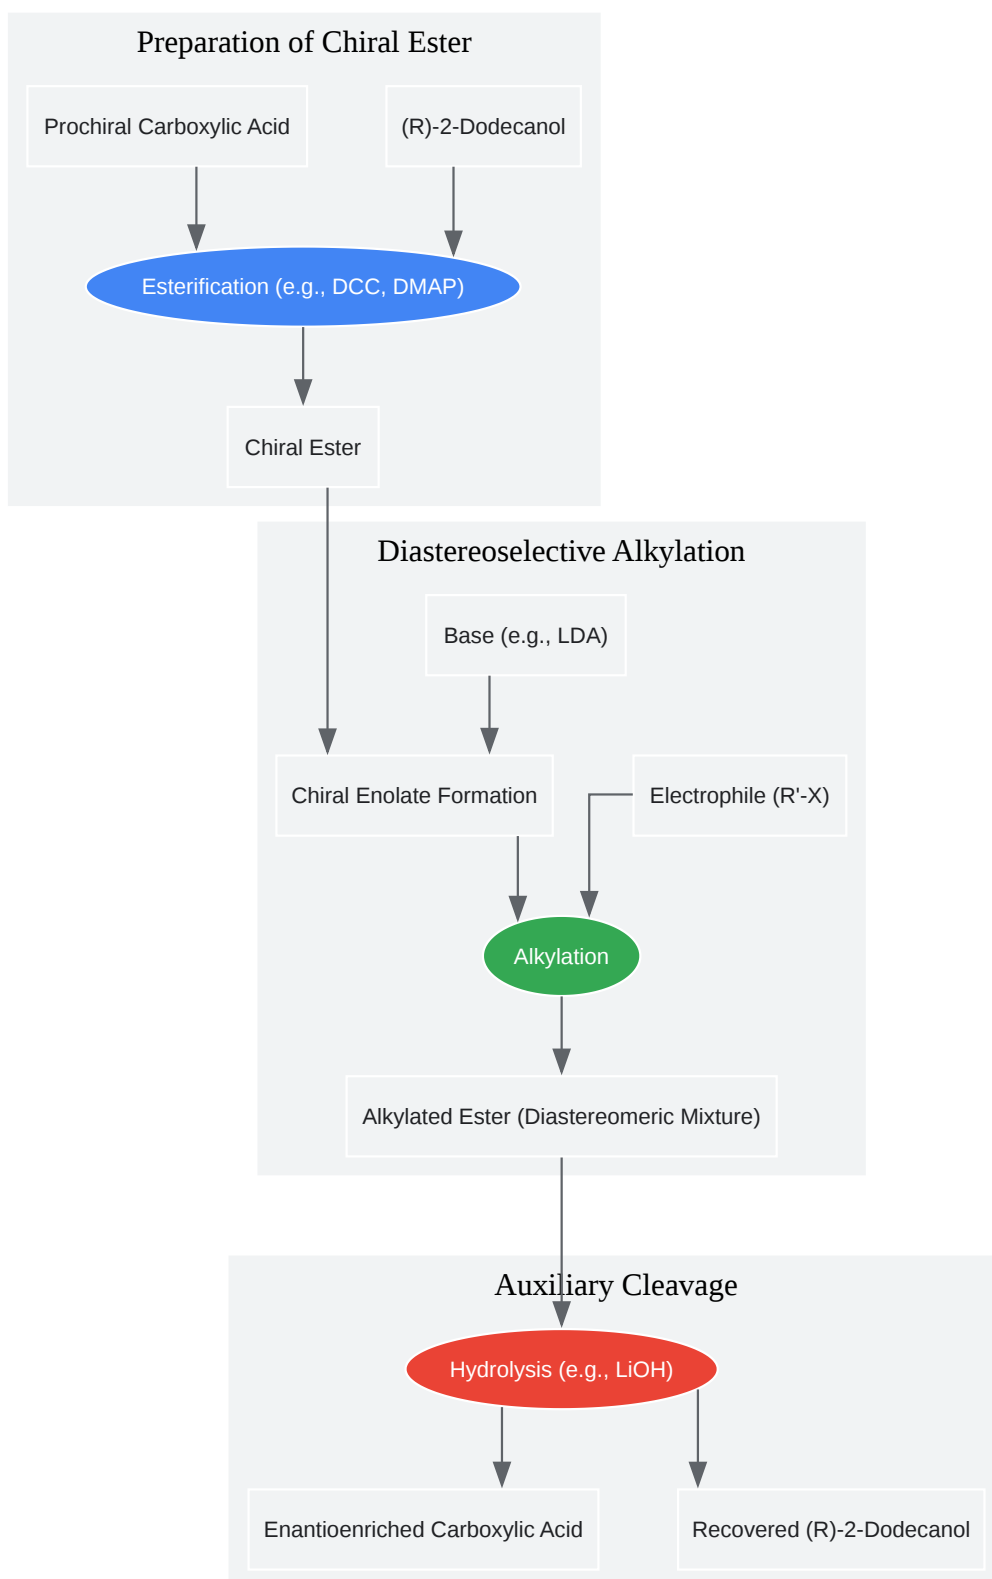 Preparation of Chiral Ester
Prochiral Carboxylic Acid
(R)-2-Dodecanol
Esterification (e.g., DCC, DMAP)
Chiral Ester
Diastereoselective Alkylation
Base (e.g., LDA)
Chiral Enolate Formation
Electrophile (R'-X)
Alkylation
Alkylated Ester (Diastereomeric Mixture)
Auxiliary Cleavage
Hydrolysis (e.g., LiOH)
Enantioenriched Carboxylic Acid
Recovered (R)-2-Dodecanol